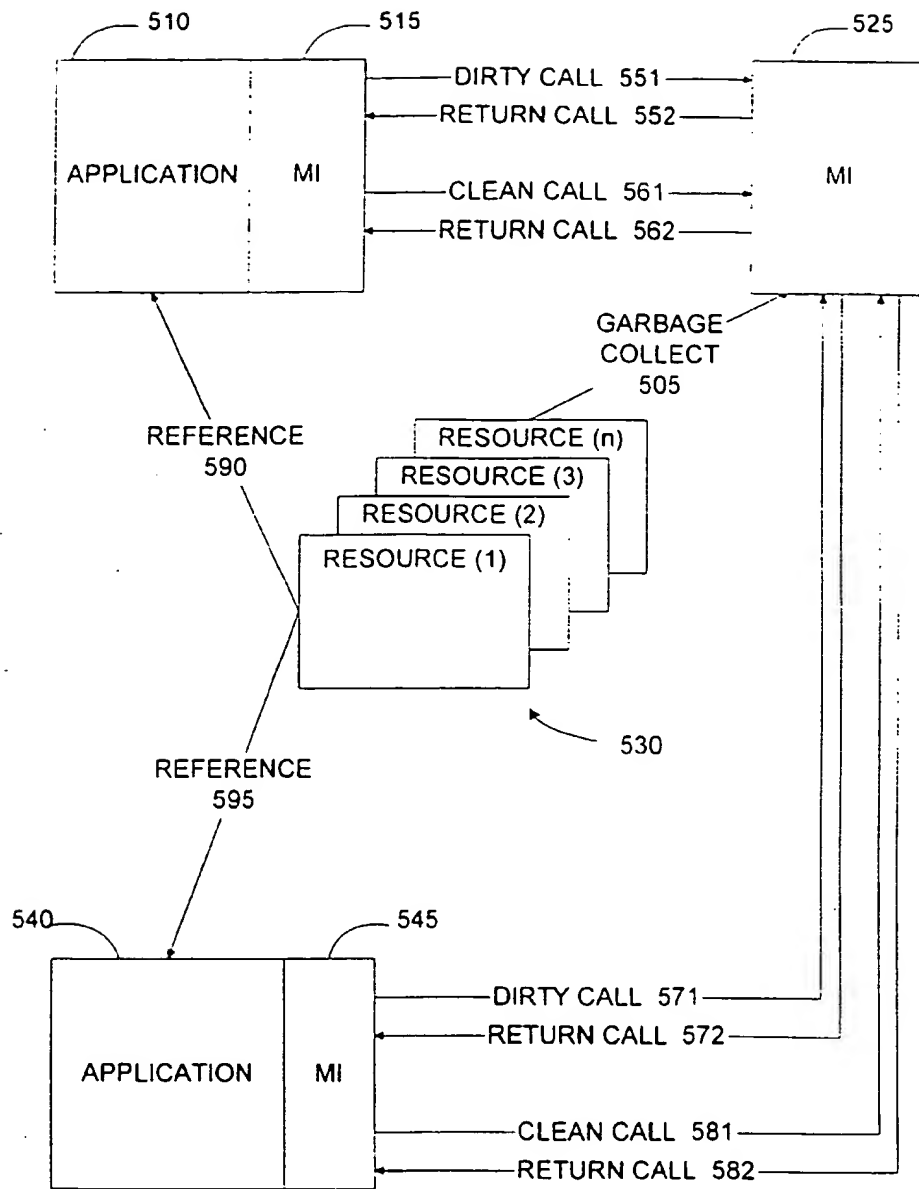 510
515
525
DIRTY CALL 551
RETURN CALL 552
APPLICATION
MI
MI
CLEAN CALL 561
RETURN CALL 562
GARBAGE
COLLECT
505
REFERENCE
590
RESOURCE (n)
RESOURCE (3)
RESOURCE (2)
RESOURCE (1)
530
REFERENCE
595
540
545
DIRTY CALL 571
RETURN CALL 572
APPLICATION
MI
CLEAN CALL 581
RETURN CALL 582